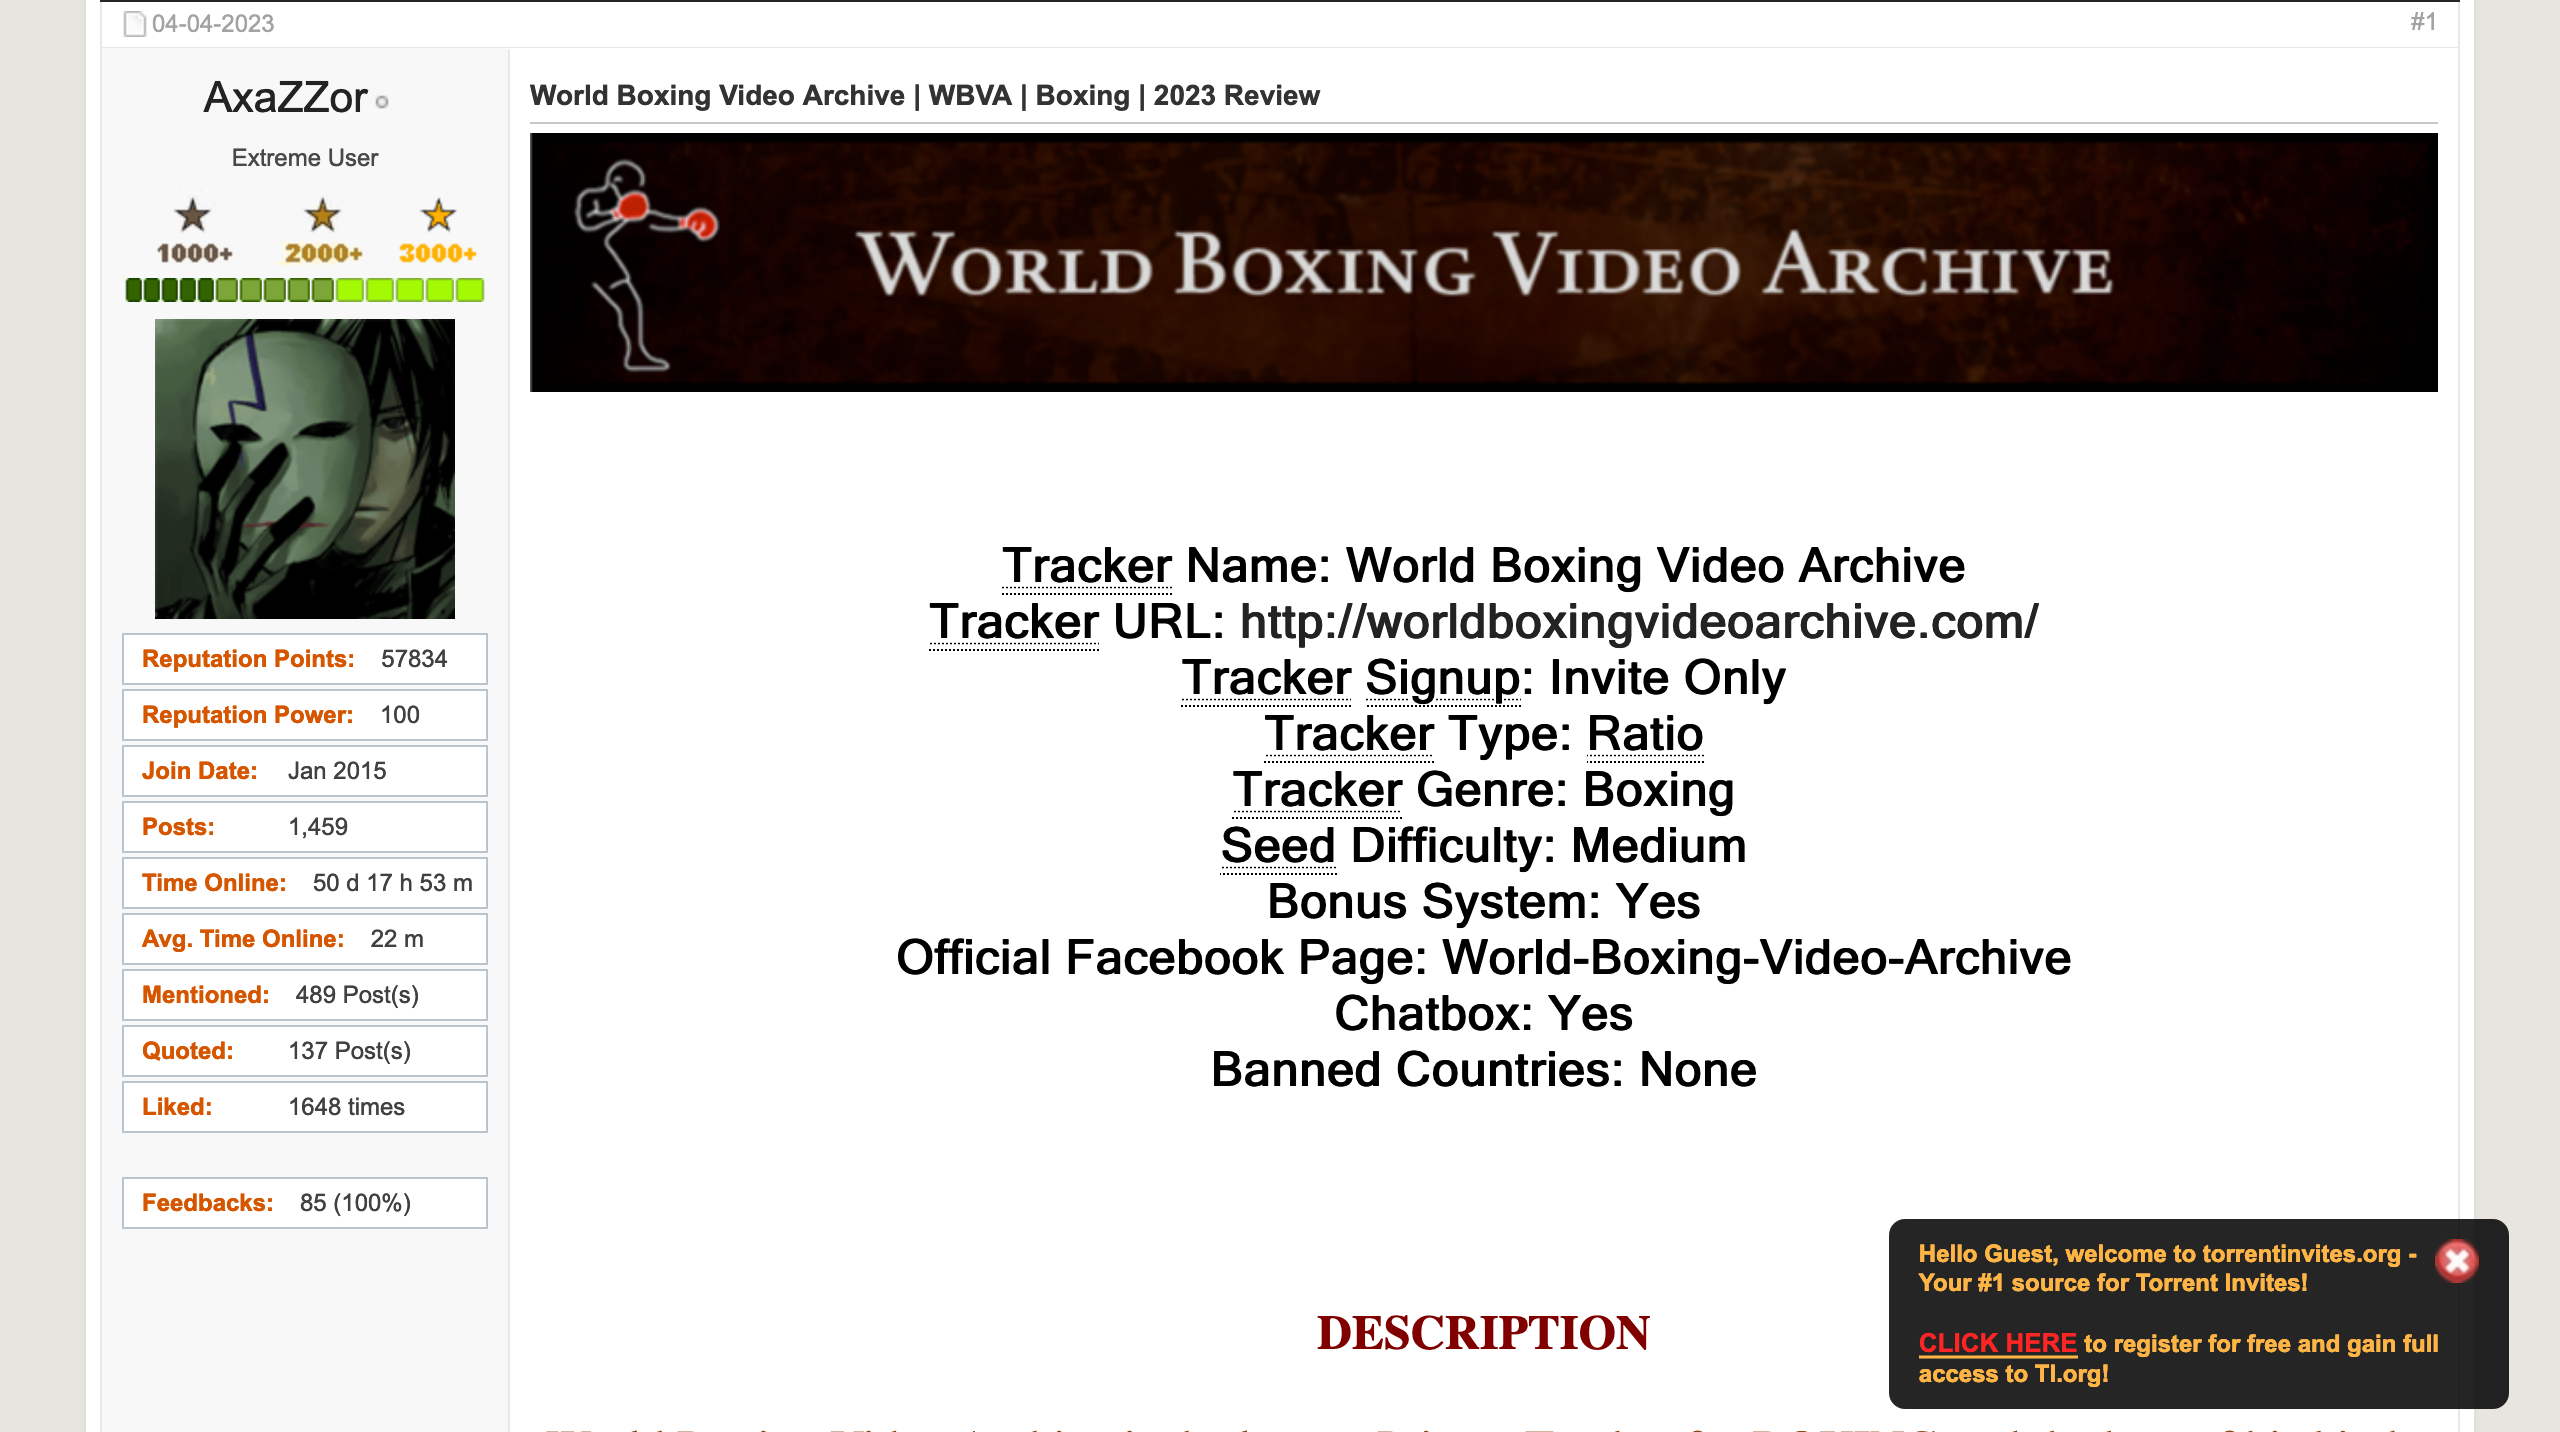 04-04-2023
#1
AxaZZor
Extreme User
1000+ 2000+ 3000+
Reputation Points: 57834
Reputation Power: 100
Join Date: Jan 2015
Posts: 1,459
Time Online: 50 d 17 h 53 m
Avg. Time Online: 22 m
Mentioned: 489 Post(s)
Quoted: 137 Post(s)
Liked: 1648 times
Feedbacks: 85 (100%)
World Boxing Video Archive | WBVA | Boxing | 2023 Review
WORLD BOXING VIDEO ARCHIVE
Tracker Name: World Boxing Video Archive
Tracker URL: http://worldboxingvideoarchive.com/
Tracker Signup: Invite Only
Tracker Type: Ratio
Tracker Genre: Boxing
Seed Difficulty: Medium
Bonus System: Yes
Official Facebook Page: World-Boxing-Video-Archive
Chatbox: Yes
Banned Countries: None
DESCRIPTION
Hello Guest, welcome to torrentinvites.org -
Your #1 source for Torrent Invites!
CLICK HERE to register for free and gain full
access to TI.org!